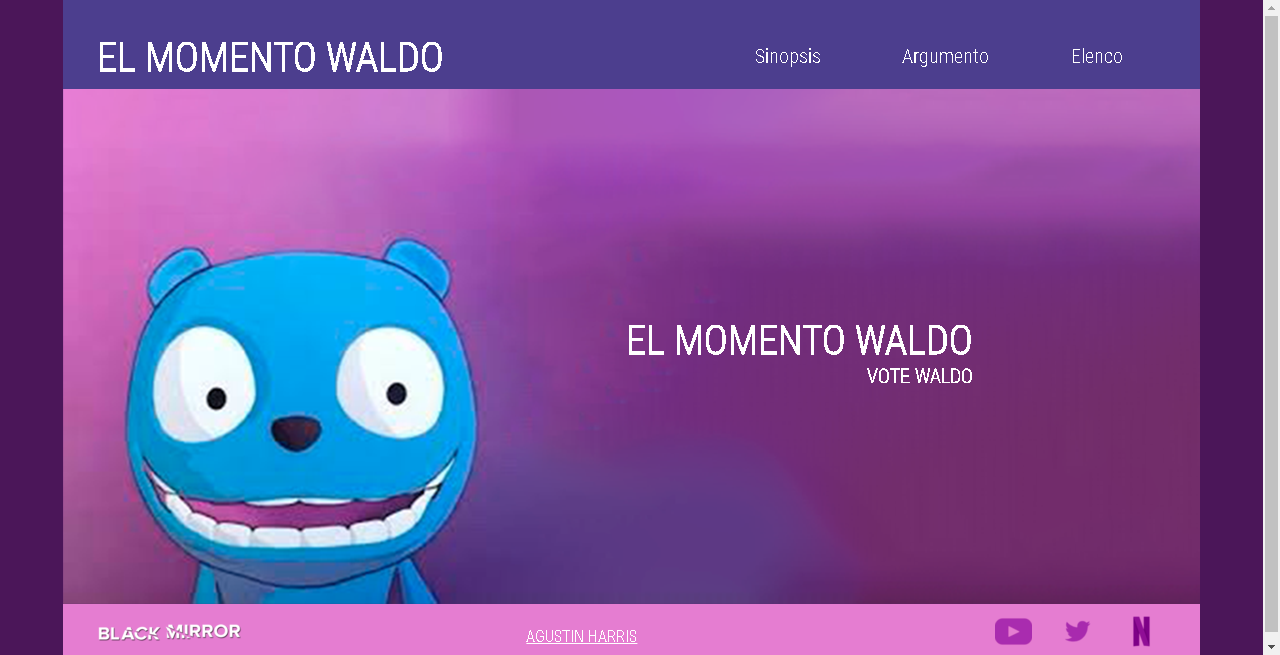 EL MOMENTO WALDO
Sinopsis Argumento Elenco
EL MOMENTO WALDO
VOTE WALDO
BLACK MIRROR
AGUSTIN HARRIS
N